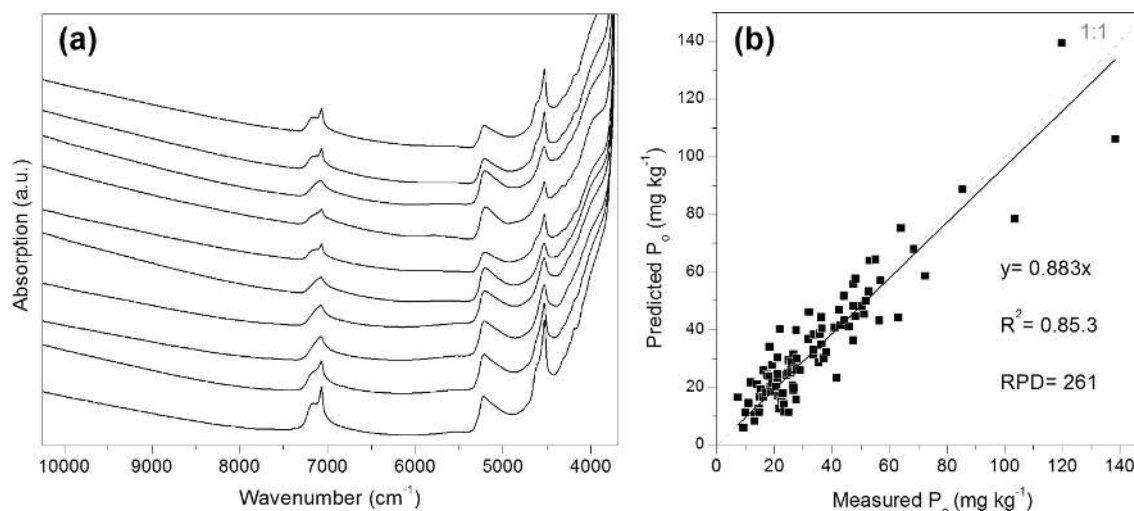 (a)
Absorption (a.u.)
10000 9000 8000 7000 6000 5000 4000
Wavenumber (cm⁻¹)
(b)
1:1
Predicted Pₒ (mg kg⁻¹)
140
120
100
80
60
40
20
0
y= 0.883x
R²= 0.85.3
RPD= 261
0 20 40 60 80 100 120 140
Measured Pₒ (mg kg⁻¹)